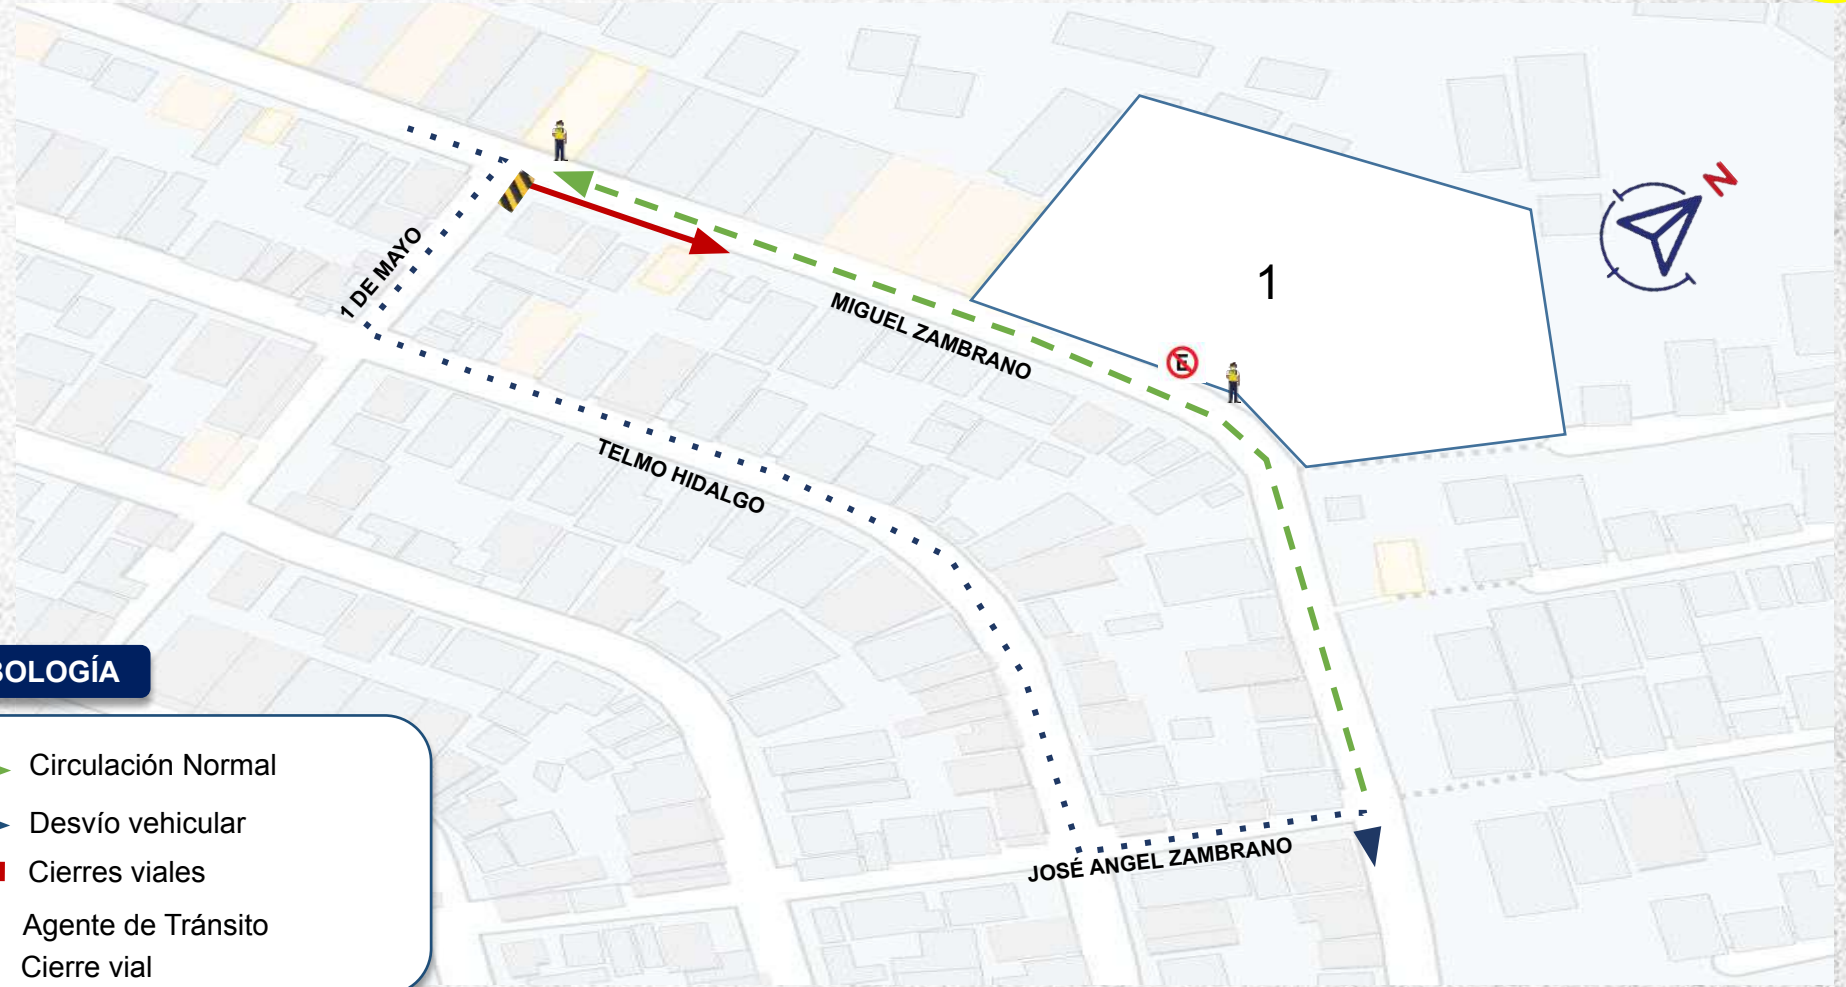 N
1
1 DE MAYO
MIGUEL ZAMBRANO
E
TELMO HIDALGO
JOSÉ ANGEL ZAMBRANO
BOLOGÍA
Circulación Normal
Desvío vehicular
Cierres viales
Agente de Tránsito
Cierre vial